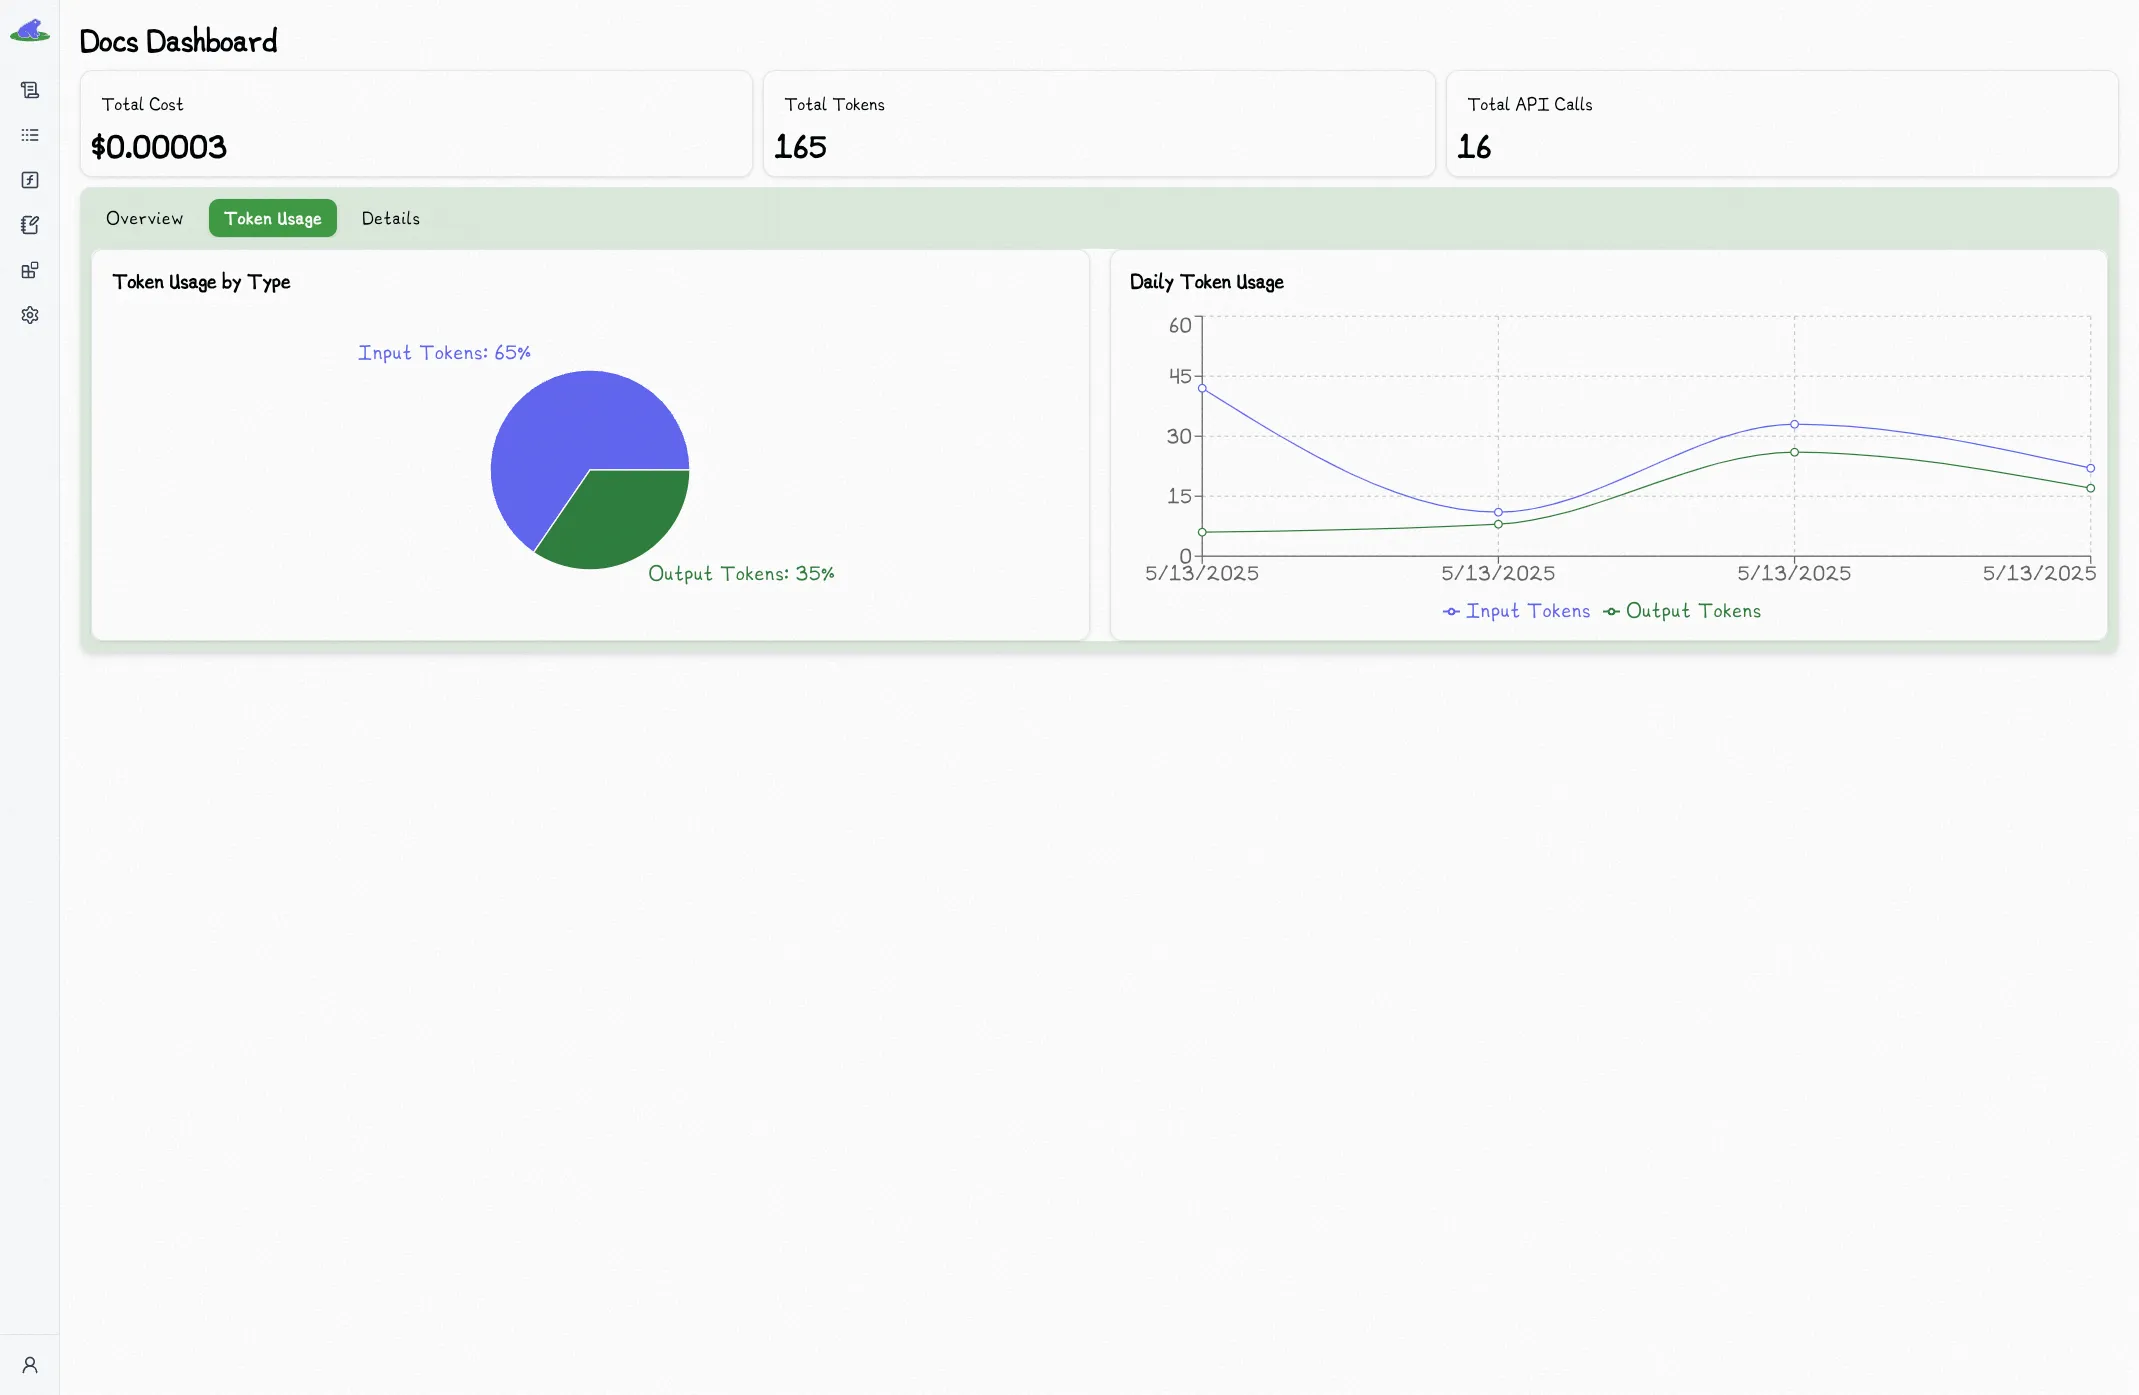 Docs Dashboard
Total Cost
$0.00003
Total Tokens
165
Total API Calls
16
Overview Token Usage Details
Token Usage by Type
Input Tokens: 65%
Output Tokens: 35%
Daily Token Usage
60
45
30
15
0
5/13/2025 5/13/2025 5/13/2025 5/13/2025
Input Tokens Output Tokens